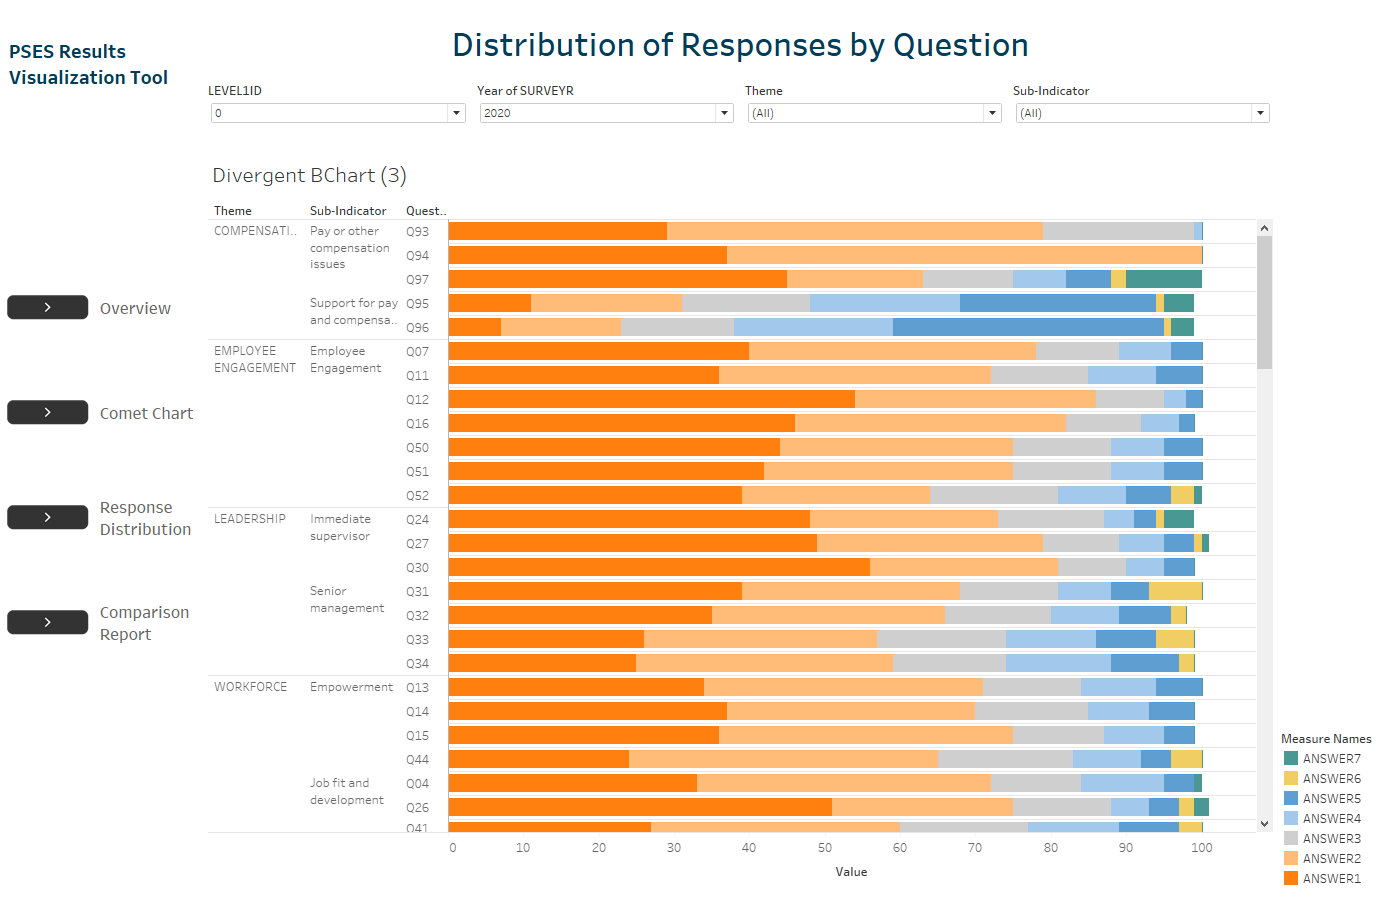 PSES Results
Visualization Tool
Distribution of Responses by Question
LEVEL1ID
Year of SURVEYR
Theme
Sub-Indicator
0
2020
(All)
(All)
Divergent BChart (3)
Theme
Sub-Indicator
Quest..
COMPENSATI..
Pay or other
compensation
issues
Q93
Q94
Q97
Support for pay
and compensa..
Q95
Q96
EMPLOYEE
ENGAGEMENT
Employee
Engagement
Q07
Q11
Q12
Q16
Q50
Q51
Q52
LEADERSHIP
Immediate
supervisor
Q24
Q27
Q30
Senior
management
Q31
Q32
Q33
Q34
WORKFORCE
Empowerment
Q13
Q14
Q15
Q44
Job fit and
development
Q04
Q26
Q41
0 10 20 30 40 50 60 70 80 90 100
Value
Overview
Comet Chart
Response
Distribution
Comparison
Report
Measure Names
ANSWER7
ANSWER6
ANSWER5
ANSWER4
ANSWER3
ANSWER2
ANSWER1